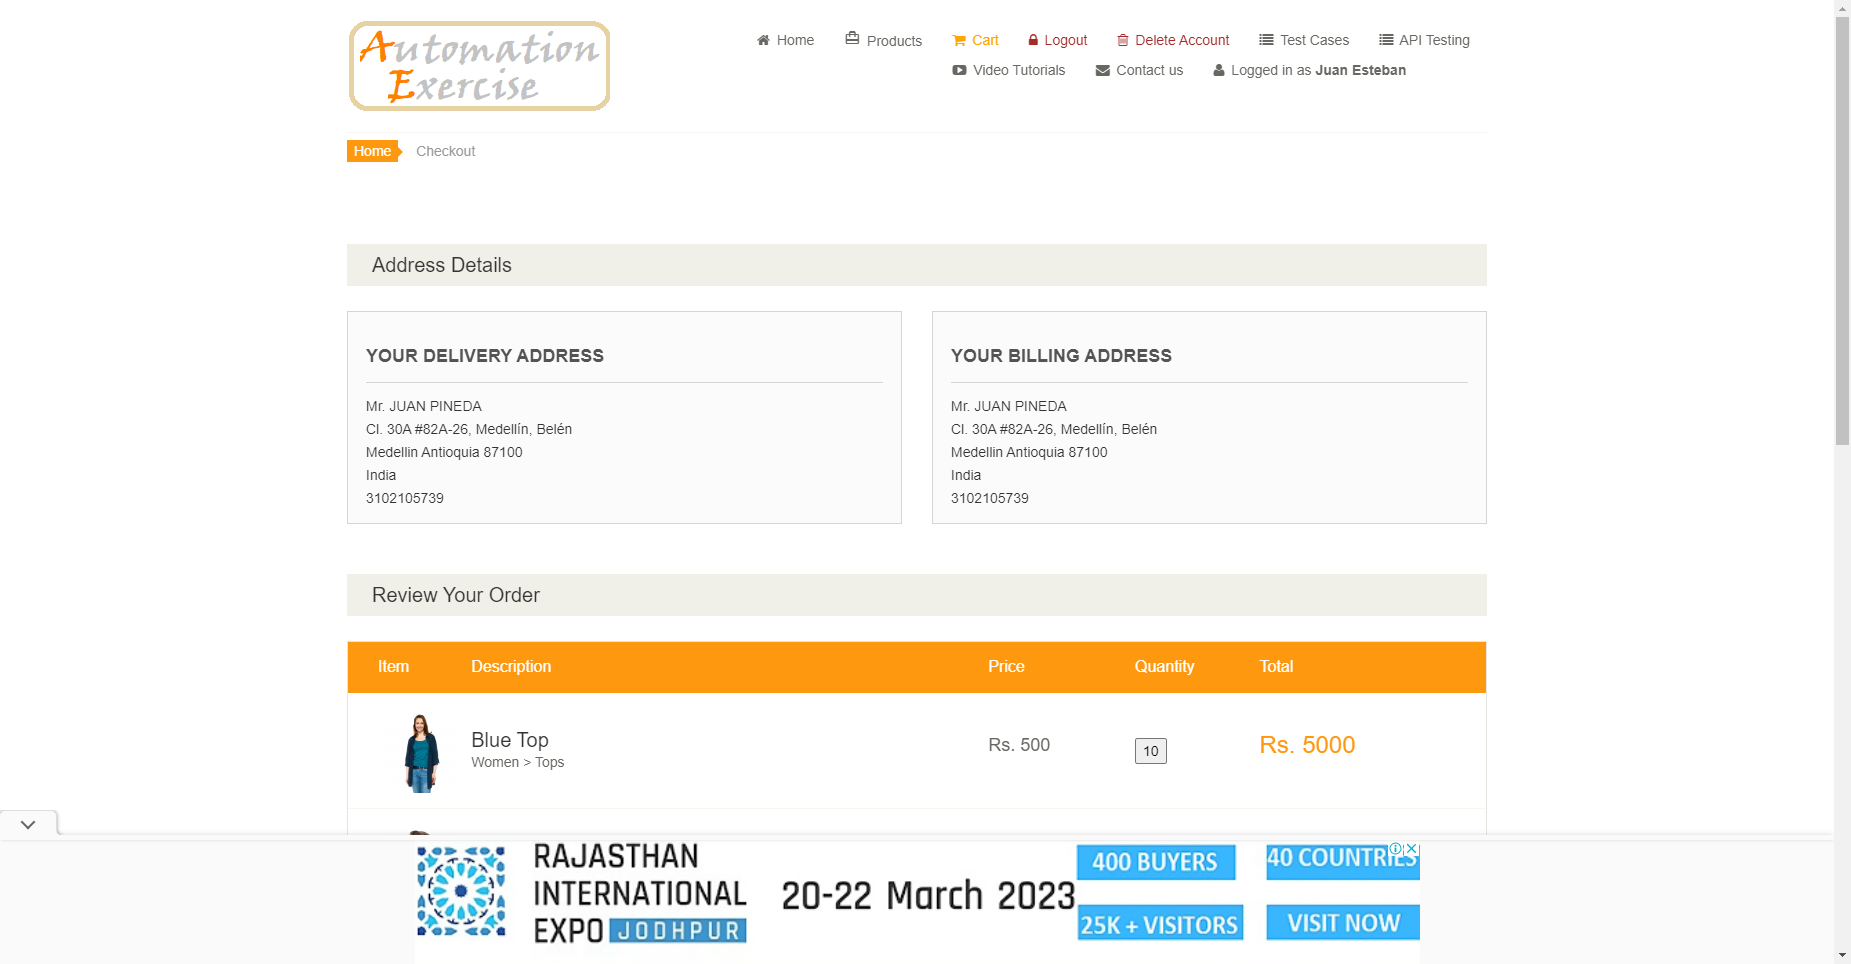 Automation
Exercise
Home
Products
Cart
Logout
Delete Account
Test Cases
API Testing
Video Tutorials
Contact us
Logged in as Juan Esteban
Home
Checkout
Address Details
YOUR DELIVERY ADDRESS
Mr. JUAN PINEDA
Cl. 30A #82A-26, Medellín, Belén
Medellin Antioquia 87100
India
3102105739
YOUR BILLING ADDRESS
Mr. JUAN PINEDA
Cl. 30A #82A-26, Medellín, Belén
Medellin Antioquia 87100
India
3102105739
Review Your Order
Item Description Price Quantity Total
Blue Top
Women > Tops
Rs. 500
10
Rs. 5000
RAJASTHAN
INTERNATIONAL
EXPO JODHPUR
20-22 March 2023
400 BUYERS
40 COUNTRIES
25K + VISITORS
VISIT NOW